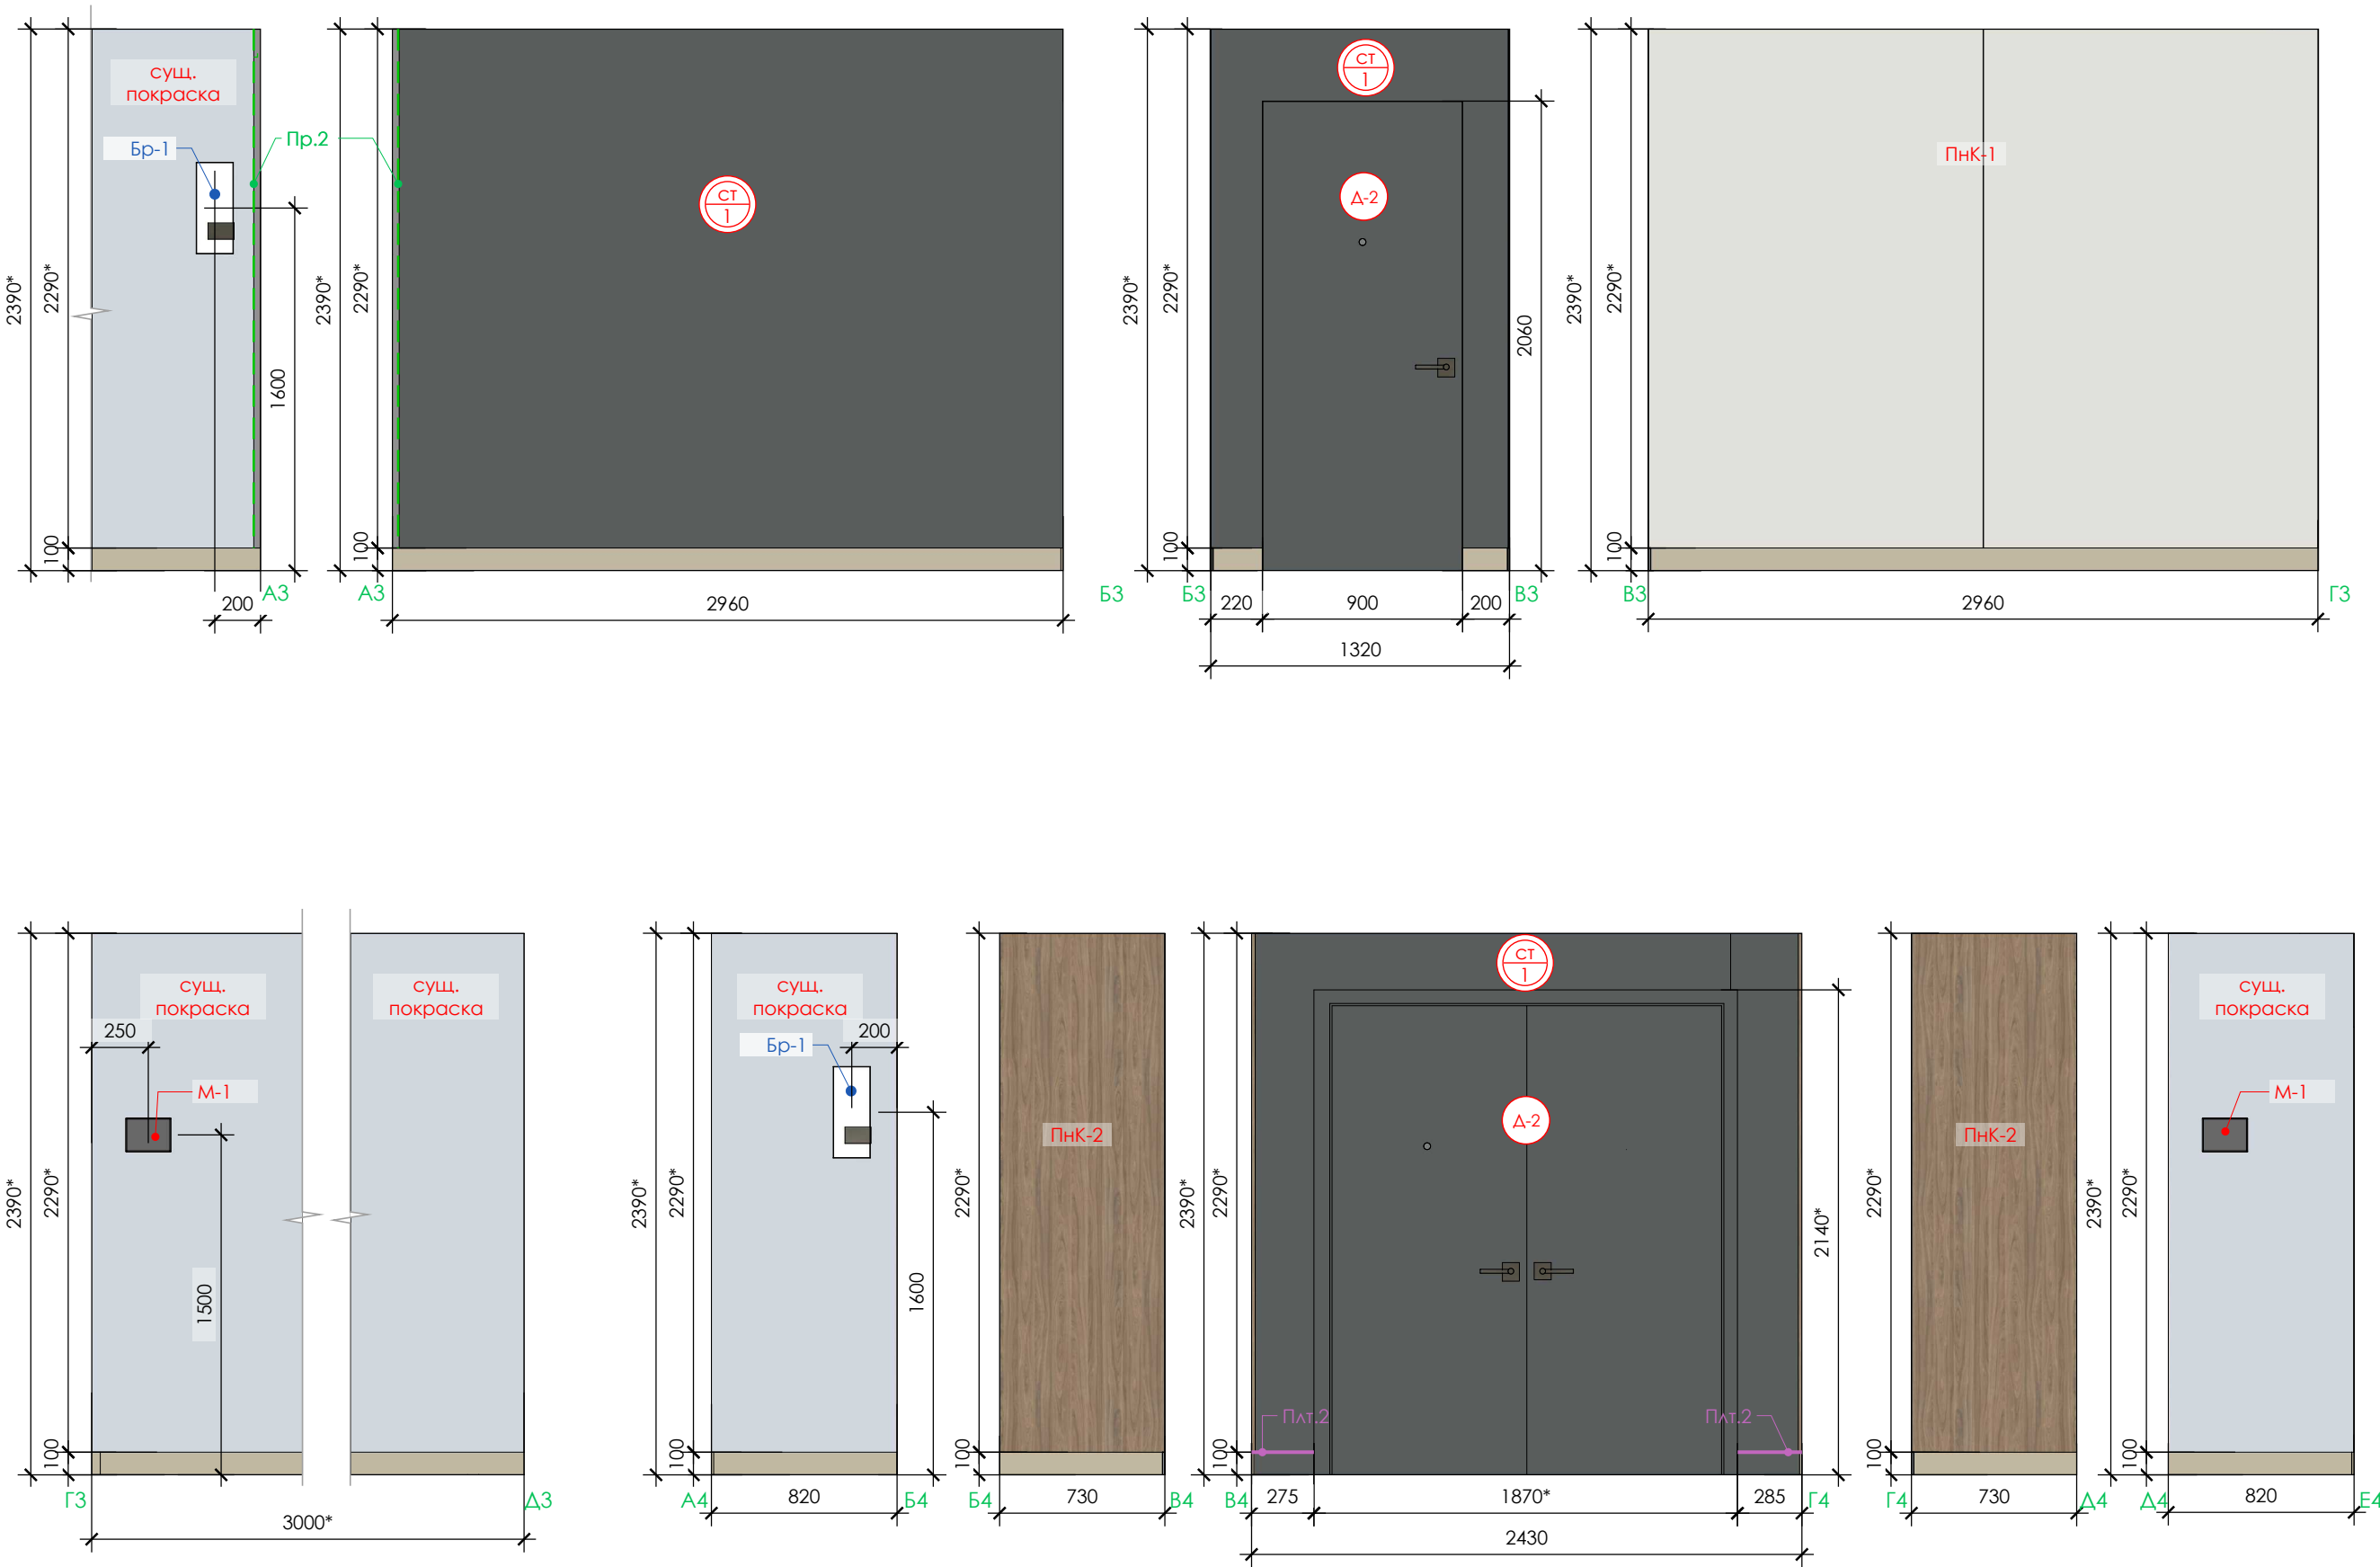 сущ.
покраска
Бр-1
Пр.2
2390*
2290*
100
1600
200
А3
2390*
2290*
100
СТ
1
А3
2960
Б3
2390*
2290*
100
СТ
1
Д-2
2060
Б3
220
900
200
В3
1320
2390*
2290*
100
ПнК-1
В3
2960
Г3
2390*
2290*
100
сущ.
покраска
250
М-1
1500
сущ.
покраска
Г3
Д3
3000*
2390*
2290*
100
сущ.
покраска
200
Бр-1
1600
А4
820
Б4
2290*
100
ПнК-2
Б4
730
В4
2390*
2290*
100
СТ
1
Д-2
Плт.2
Плт.2
2140*
В4
275
1870*
285
Г4
2430
2290*
100
ПнК-2
Г4
730
Д4
2390*
2290*
100
сущ.
покраска
М-1
Д4
820
Е4